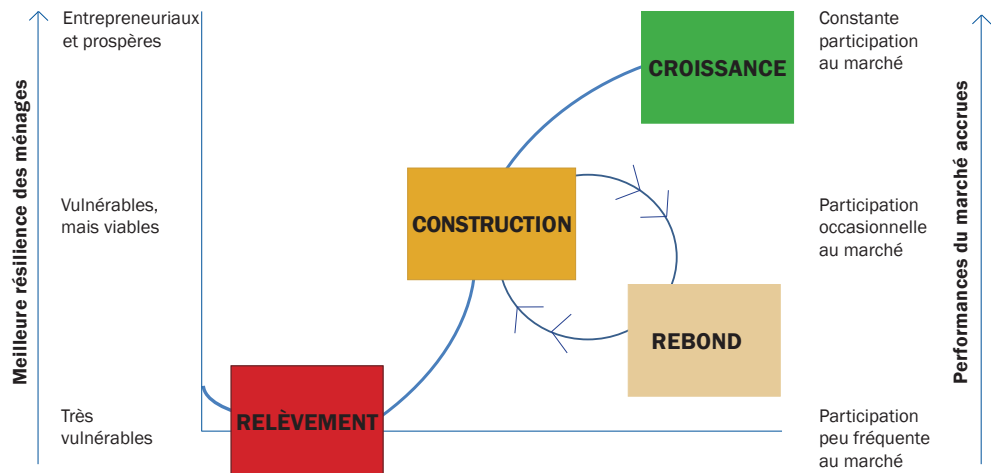 Meilleure résilience des ménages
Entrepreneuriaux
et prospères
Vulnérables,
mais viables
Très
vulnérables
CROISSANCE
CONSTRUCTION
REBOND
RELÈVEMENT
Constante
participation
au marché
Participation
occasionnelle
au marché
Participation
peu fréquente
au marché
Performances du marché accrues